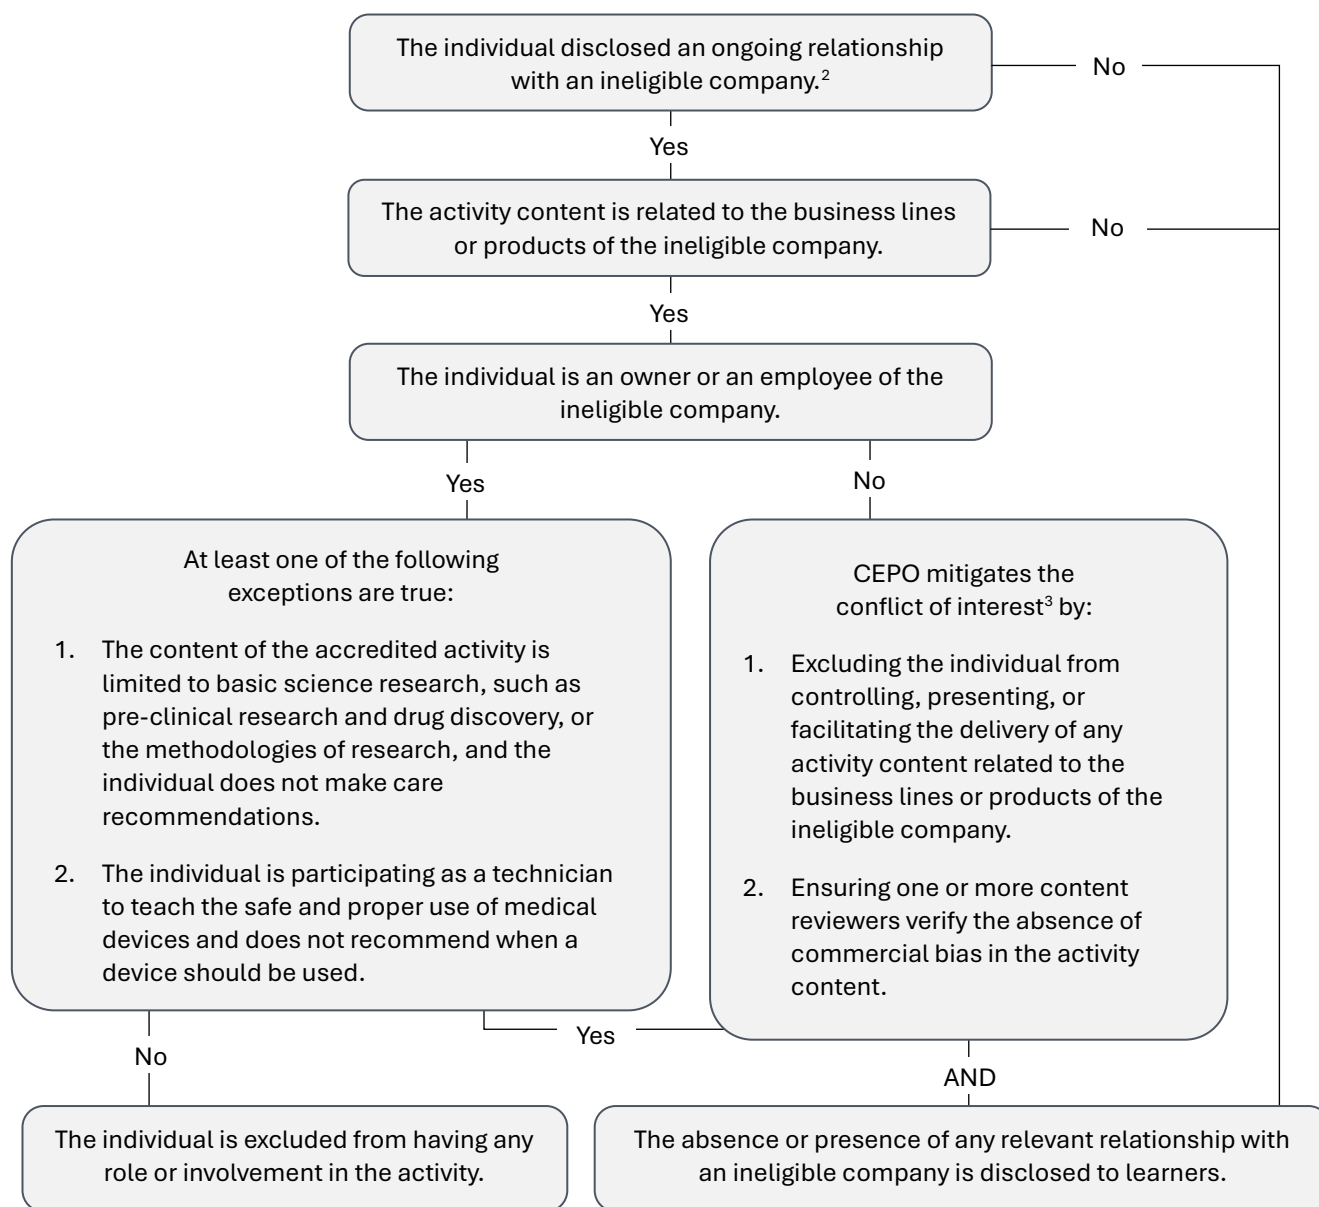 The individual disclosed an ongoing relationship
with an ineligible company.²
No
Yes
The activity content is related to the business lines
or products of the ineligible company.
No
Yes
The individual is an owner or an employee of the
ineligible company.
Yes
No
At least one of the following
exceptions are true:
1. The content of the accredited activity is
limited to basic science research, such as
pre-clinical research and drug discovery, or
the methodologies of research, and the
individual does not make care
recommendations.
2. The individual is participating as a technician
to teach the safe and proper use of medical
devices and does not recommend when a
device should be used.
CEPO mitigates the
conflict of interest³ by:
1. Excluding the individual from
controlling, presenting, or
facilitating the delivery of any
activity content related to the
business lines or products of the
ineligible company.
2. Ensuring one or more content
reviewers verify the absence of
commercial bias in the activity
content.
Yes
No
AND
The individual is excluded from having any
role or involvement in the activity.
The absence or presence of any relevant relationship with
an ineligible company is disclosed to learners.